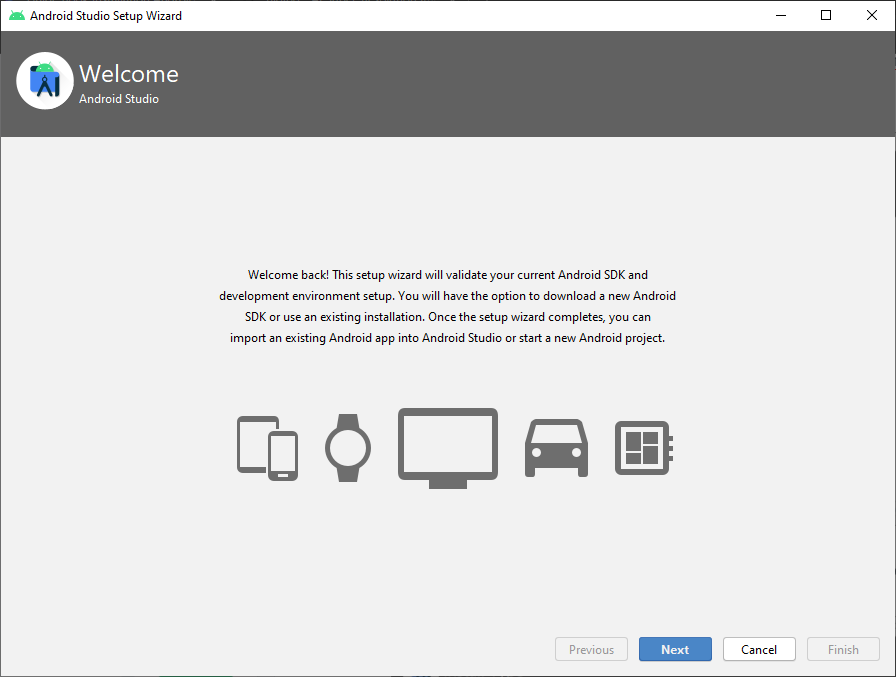 Android Studio Setup Wizard
Welcome
Android Studio
Welcome back! This setup wizard will validate your current Android SDK and
development environment setup. You will have the option to download a new Android
SDK or use an existing installation. Once the setup wizard completes, you can
import an existing Android app into Android Studio or start a new Android project.
Previous Next Cancel Finish